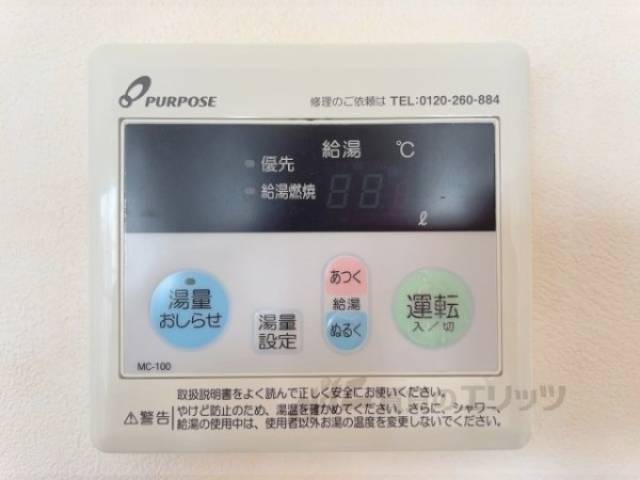 PURPOSE
修理のご依頼は TEL:0120-260-884
給湯 ℃
優先
給湯燃焼
88
ℓ
湯量
おしらせ
湯量
設定
あつく
給湯
ぬるく
運転
入／切
MC-100
取扱説明書をよく読んで正しく安全にお使いください。
⚠警告
やけど防止のため、湯温を確かめてください。さらに、シャワー、
給湯の使用中は、使用者以外お湯の温度を変更しないでください。
エリッツ